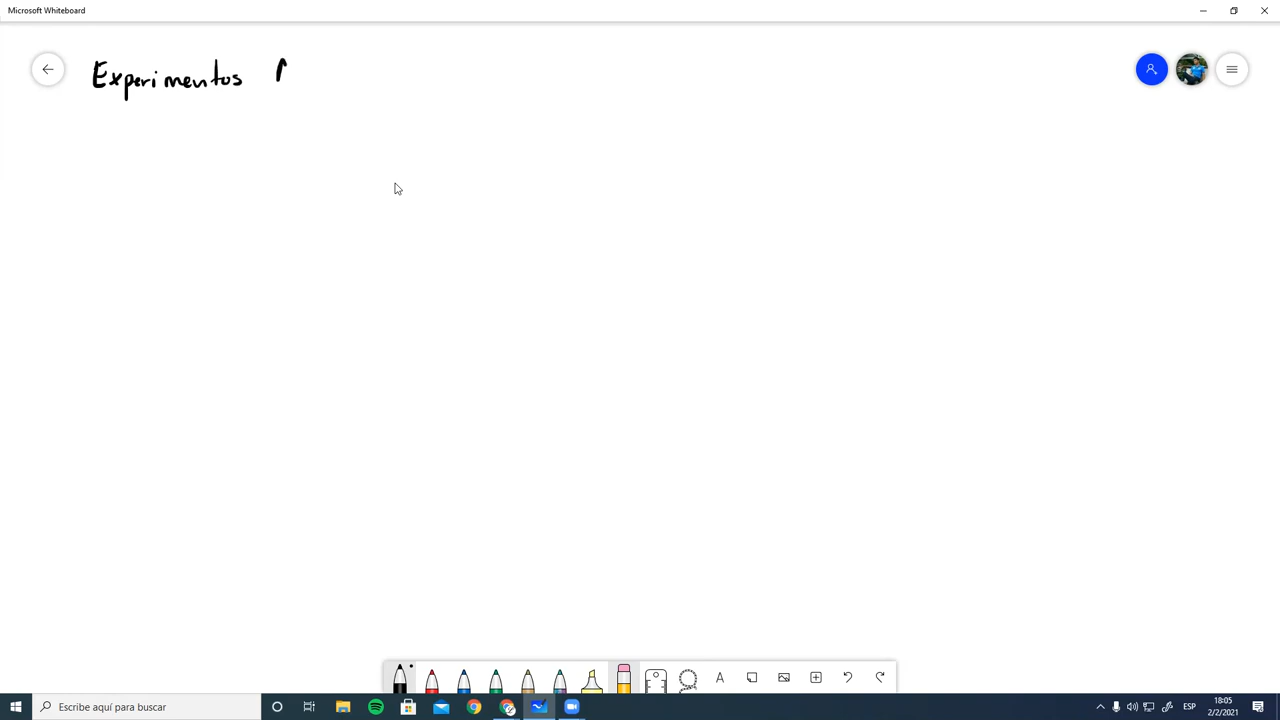 Microsoft Whiteboard
Experimentos
A
Escribe aquí para buscar
ESP
18:05
2/2/2021